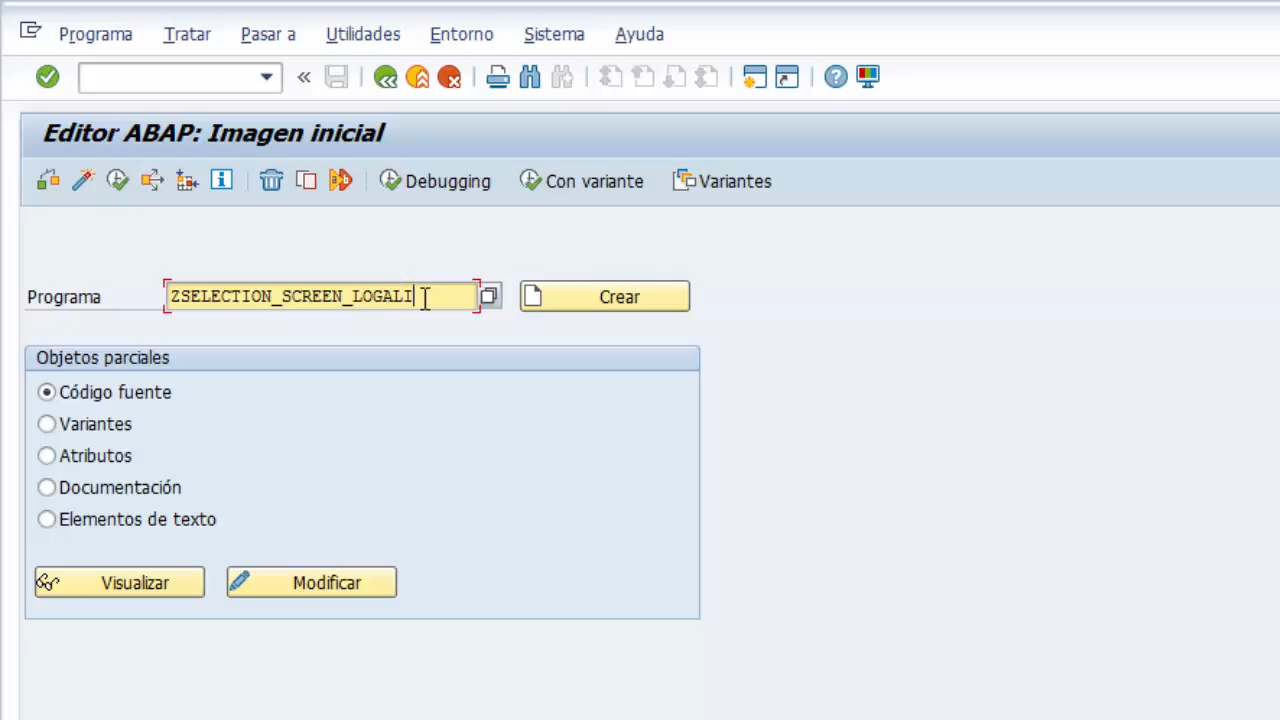 Programa Tratar Pasar a Utilidades Entorno Sistema Ayuda
Editor ABAP: Imagen inicial
Debugging Con variante Variantes
Programa ZSELECTION_SCREEN_LOGALI Crear
Objetos parciales
Código fuente
Variantes
Atributos
Documentación
Elementos de texto
Visualizar Modificar